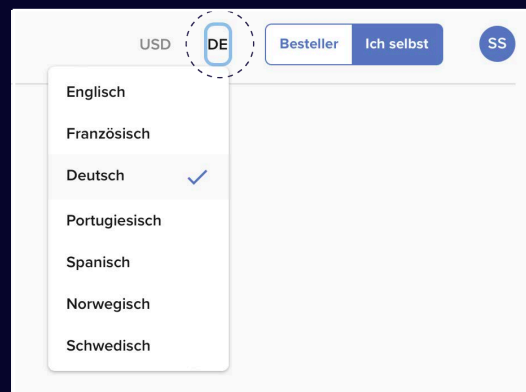 USD DE Besteller Ich selbst SS
Englisch
Französisch
Deutsch
Portugiesisch
Spanisch
Norwegisch
Schwedisch